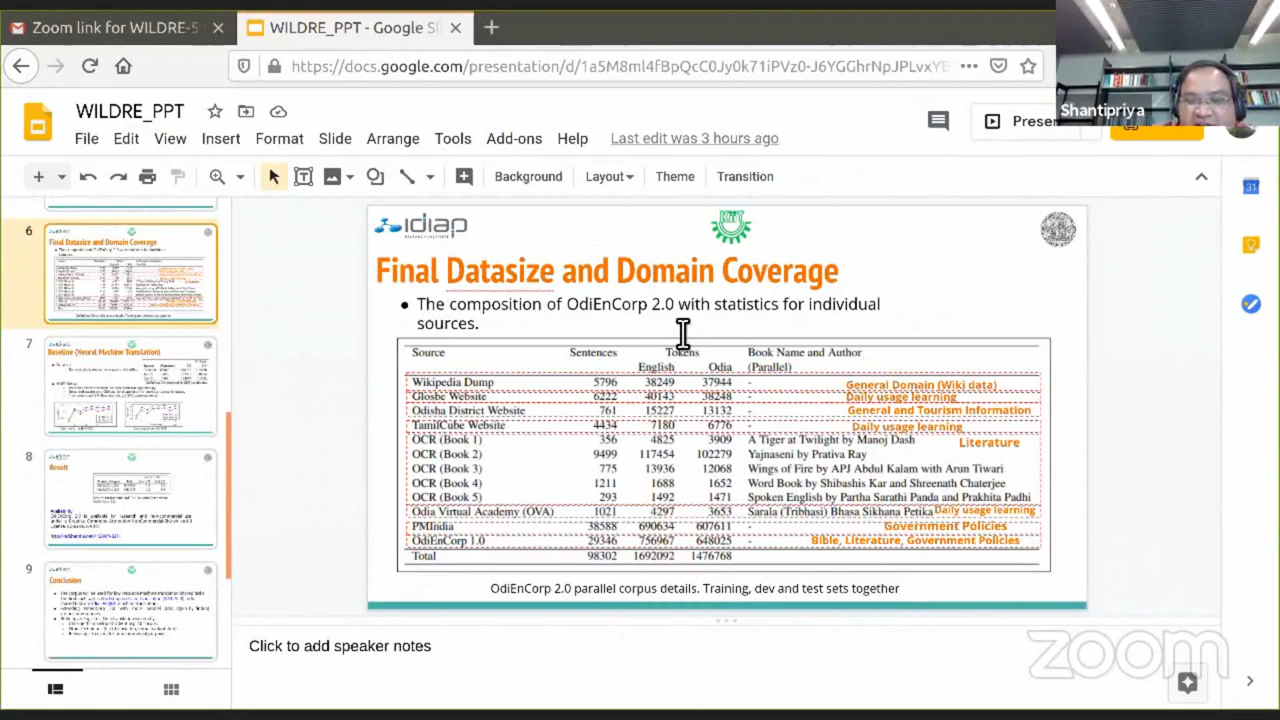 Zoom link for WILDRE-5
WILDRE_PPT - Google Sli
https://docs.google.com/presentation/d/1a5M8ml4fBpQcC0Jy0k71iPVz0-J6YGGhrNpJPLvxYB
Shantipriya
WILDRE_PPT
File Edit View Insert Format Slide Arrange Tools Add-ons Help Last edit was 3 hours ago
Background Layout Theme Transition
31
6
Final Datasize and Domain Coverage
7
Baseline (Neural Machine Translation)
8
Result
Availability
9
Conclusion
idiap
RESEARCH INSTITUTE
KIIT
Final Datasize and Domain Coverage
• The composition of OdiEnCorp 2.0 with statistics for individual
sources.
Source Sentences Tokens Book Name and Author
English Odia (Parallel)
Wikipedia Dump 5796 38249 37944 - General Domain (Wiki data)
Glosbe Website 6222 40143 38248 - Daily usage learning
Odisha District Website 761 15227 13132 - General and Tourism Information
TamilCube Website 4434 7180 6776 - Daily usage learning
OCR (Book 1) 356 4825 3909 A Tiger at Twilight by Manoj Dash Literature
OCR (Book 2) 9499 117454 102279 Yajnaseni by Prativa Ray
OCR (Book 3) 775 13936 12068 Wings of Fire by APJ Abdul Kalam with Arun Tiwari
OCR (Book 4) 1211 1688 1652 Word Book by Shibashis Kar and Shreenath Chaterjee
OCR (Book 5) 293 1492 1471 Spoken English by Partha Sarathi Panda and Prakhita Padhi
Odia Virtual Academy (OVA) 1021 4297 3653 Sarala (Tribhasi) Bhasa Sikhana Petika Daily usage learning
PMIndia 38588 690634 607611 - Government Policies
OdiEnCorp 1.0 29346 756967 648025 - Bible, Literature, Government Policies
Total 98302 1692092 1476768
OdiEnCorp 2.0 parallel corpus details. Training, dev and test sets together
Click to add speaker notes
zoom